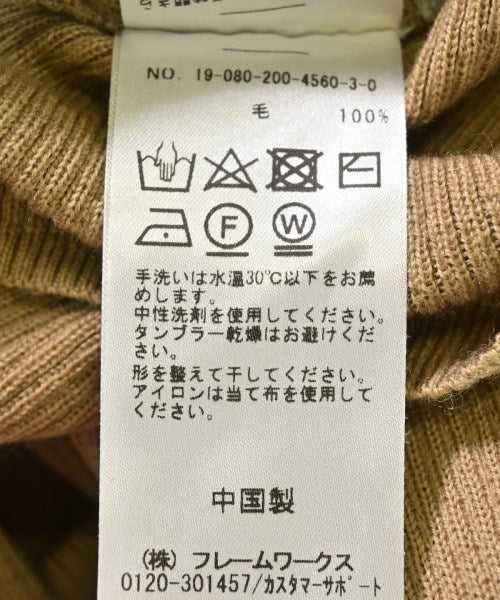 NO. 19-080-200-4560-3-0
毛 100%
F W
手洗いは水温30℃以下をお薦
めします。
中性洗剤を使用してください。
タンブラー乾燥はお避けくだ
さい。
形を整えて干してください。
アイロンは当て布を使用して
ください。
中国製
(株) フレームワークス
0120-301457/カスタマーサポート